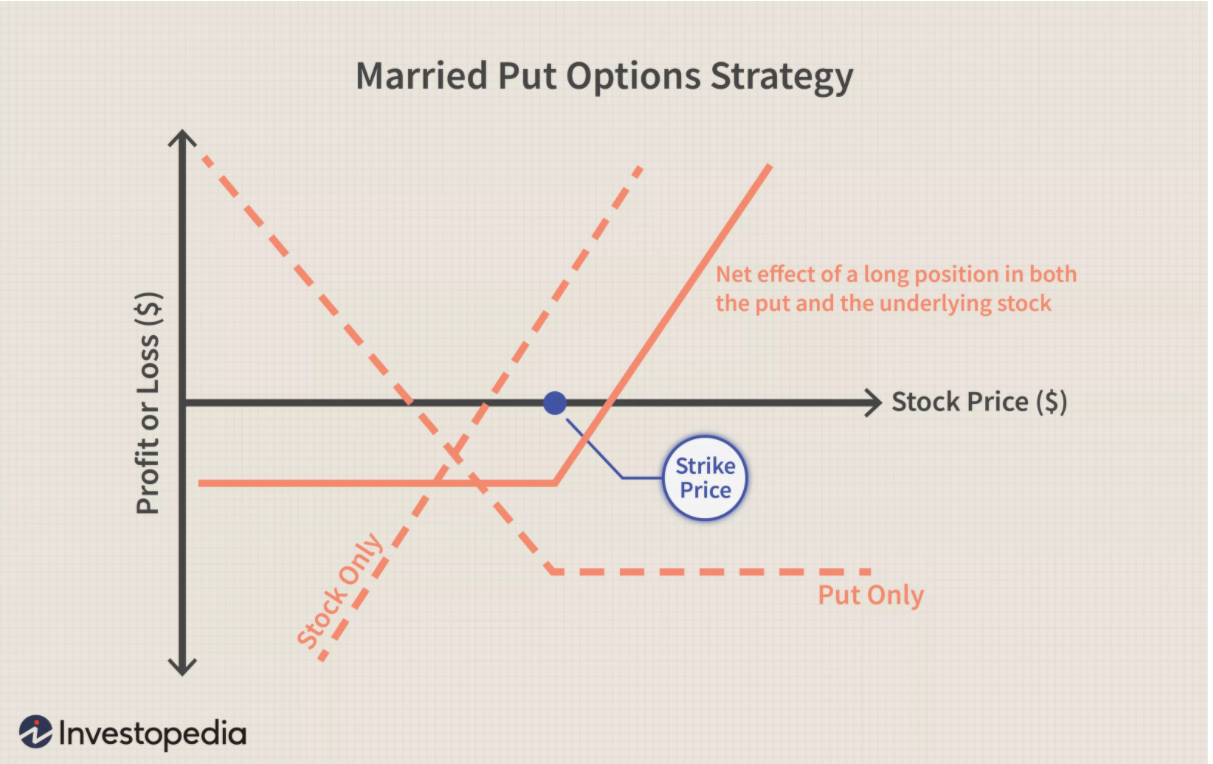 Married Put Options Strategy
Profit or Loss ($)
Net effect of a long position in both
the put and the underlying stock
Stock Price ($)
Strike
Price
Stock Only
Put Only
Investopedia